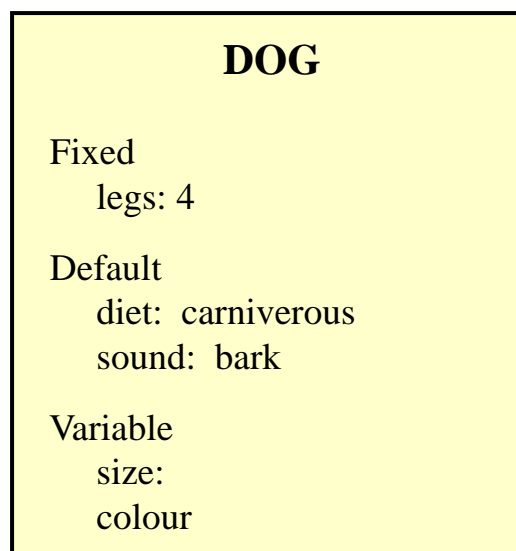 DOG
Fixed
legs: 4
Default
diet: carniverous
sound: bark
Variable
size:
colour